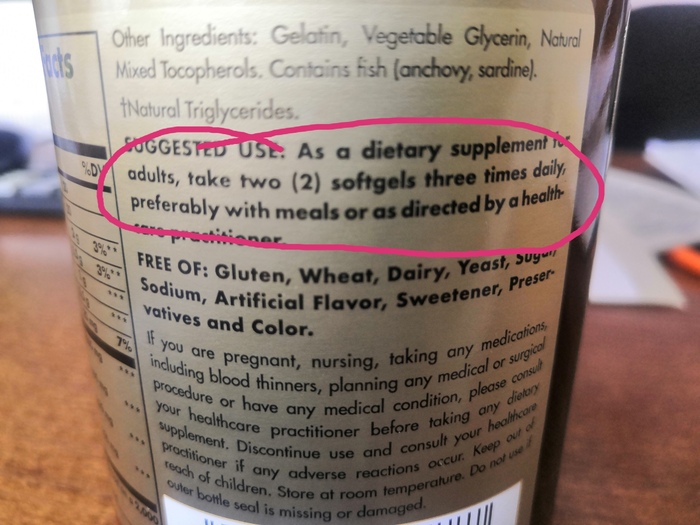 acts
%DV
3%**
3%**
***
7%
***
***
***
Other Ingredients: Gelatin, Vegetable Glycerin, Natural
Mixed Tocopherols. Contains fish (anchovy, sardine).
†Natural Triglycerides.
SUGGESTED USE: As a dietary supplement for
adults, take two (2) softgels three times daily,
preferably with meals or as directed by a health-
care practitioner.
FREE OF: Gluten, Wheat, Dairy, Yeast, Sugar,
Sodium, Artificial Flavor, Sweetener, Preser-
vatives and Color.
If you are pregnant, nursing, taking any medications,
including blood thinners, planning any medical or surgical
procedure or have any medical condition, please consult
your healthcare practitioner before taking any dietary
supplement. Discontinue use and consult your healthcare
practitioner if any adverse reactions occur. Keep out of
reach of children. Store at room temperature. Do not use if
outer bottle seal is missing or damaged.